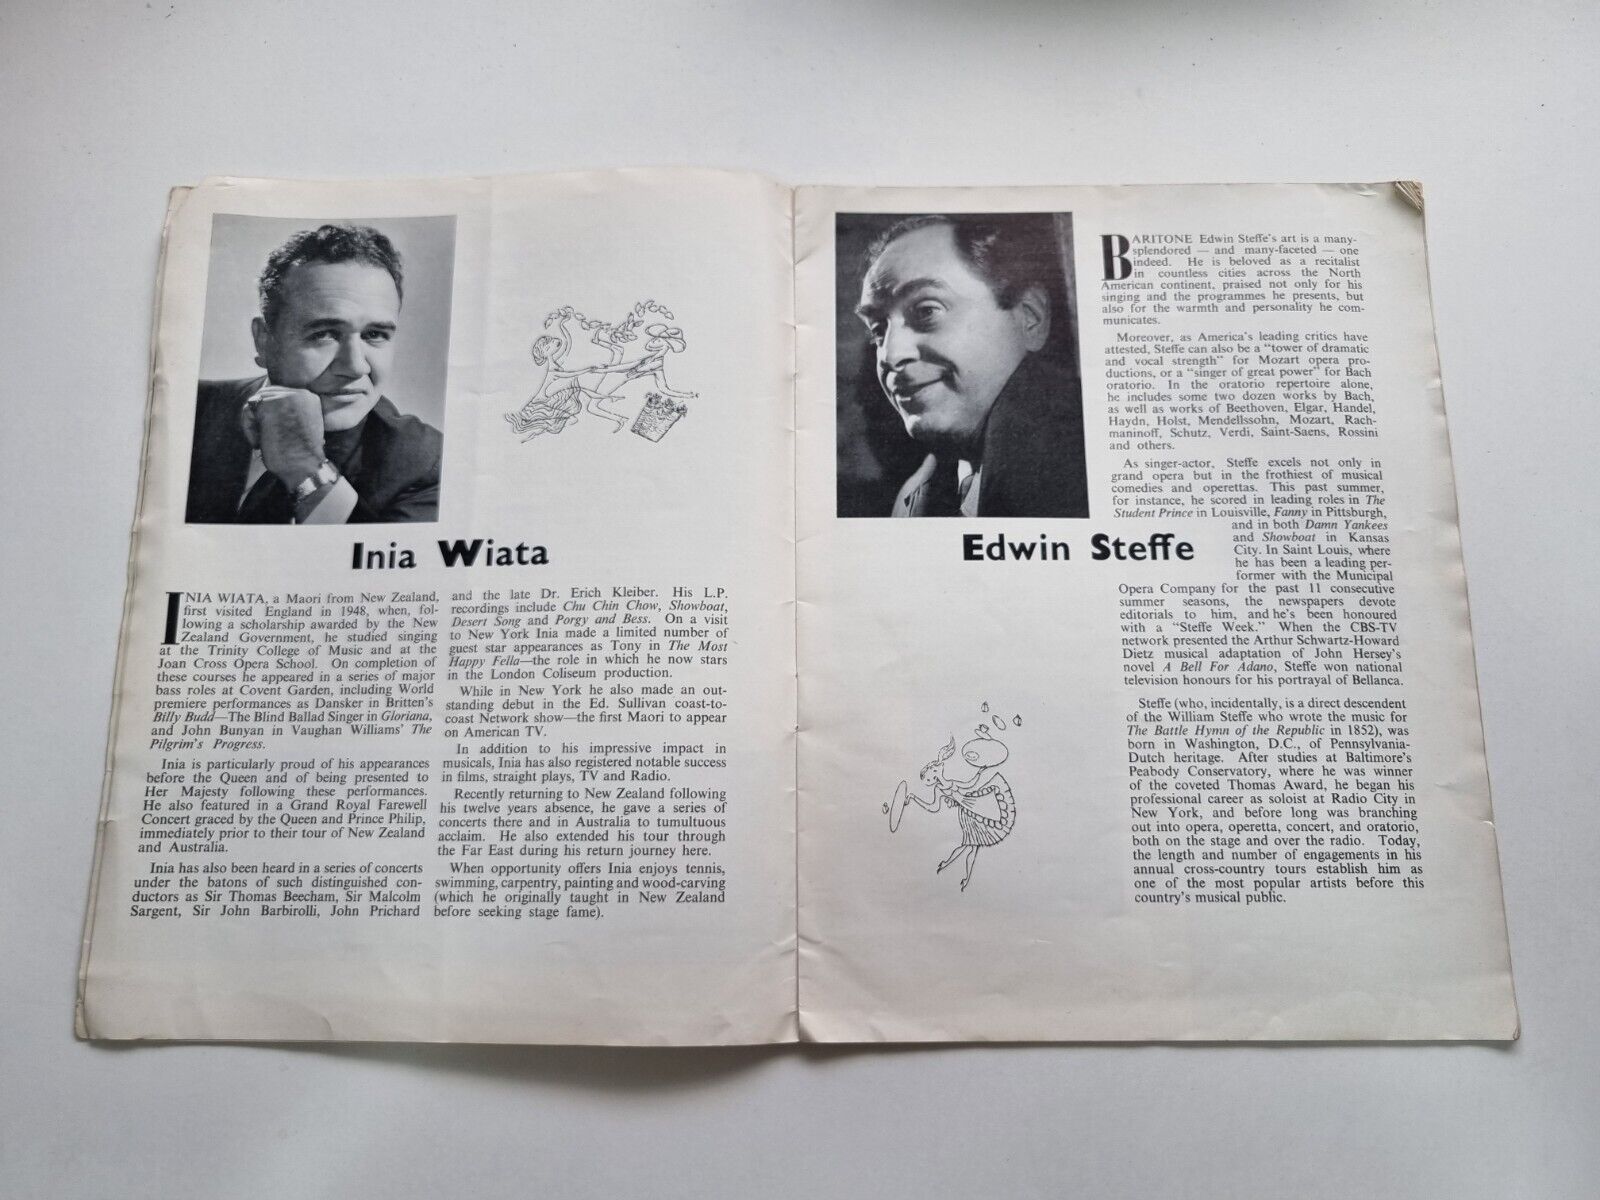 Inia Wiata
INIA WIATA, a Maori from New Zealand,
first visited England in 1948, when, fol-
lowing a scholarship awarded by the New
Zealand Government, he studied singing
at the Trinity College of Music and at the
Joan Cross Opera School. On completion of
these courses he appeared in a series of major
bass roles at Covent Garden, including World
premiere performances as Dansker in Britten's
Billy Budd—The Blind Ballad Singer in Gloriana,
and John Bunyan in Vaughan Williams' The
Pilgrim's Progress.
Inia is particularly proud of his appearances
before the Queen and of being presented to
Her Majesty following these performances.
He also featured in a Grand Royal Farewell
Concert graced by the Queen and Prince Philip,
immediately prior to their tour of New Zealand
and Australia.
Inia has also been heard in a series of concerts
under the batons of such distinguished con-
ductors as Sir Thomas Beecham, Sir Malcolm
Sargent, Sir John Barbirolli, John Prichard
and the late Dr. Erich Kleiber. His L.P.
recordings include Chu Chin Chow, Showboat,
Desert Song and Porgy and Bess. On a visit
to New York Inia made a limited number of
guest star appearances as Tony in The Most
Happy Fella—the role in which he now stars
in the London Coliseum production.
While in New York he also made an out-
standing debut in the Ed. Sullivan coast-to-
coast Network show—the first Maori to appear
on American TV.
In addition to his impressive impact in
musicals, Inia has also registered notable success
in films, straight plays, TV and Radio.
Recently returning to New Zealand following
his twelve years absence, he gave a series of
concerts there and in Australia to tumultuous
acclaim. He also extended his tour through
the Far East during his return journey here.
When opportunity offers Inia enjoys tennis,
swimming, carpentry, painting and wood-carving
(which he originally taught in New Zealand
before seeking stage fame).
Edwin Steffe
BARITONE Edwin Steffe's art is a many-
splendored — and many-faceted — one
indeed. He is beloved as a recitalist
in countless cities across the North
American continent, praised not only for his
singing and the programmes he presents, but
also for the warmth and personality he com-
municates.
Moreover, as America's leading critics have
attested, Steffe can also be a "tower of dramatic
and vocal strength" for Mozart opera pro-
ductions, or a "singer of great power" for Bach
oratorio. In the oratorio repertoire alone,
he includes some two dozen works by Bach,
as well as works of Beethoven, Elgar, Handel,
Haydn, Holst, Mendellssohn, Mozart, Rach-
maninoff, Schutz, Verdi, Saint-Saens, Rossini
and others.
As singer-actor, Steffe excels not only in
grand opera but in the frothiest of musical
comedies and operettas. This past summer,
for instance, he scored in leading roles in The
Student Prince in Louisville, Fanny in Pittsburgh,
and in both Damn Yankees
and Showboat in Kansas
City. In Saint Louis, where
he has been a leading per-
former with the Municipal
Opera Company for the past 11 consecutive
summer seasons, the newspapers devote
editorials to him, and he's been honoured
with a "Steffe Week." When the CBS-TV
network presented the Arthur Schwartz-Howard
Dietz musical adaptation of John Hersey's
novel A Bell For Adano, Steffe won national
television honours for his portrayal of Bellanca.
Steffe (who, incidentally, is a direct descendent
of the William Steffe who wrote the music for
The Battle Hymn of the Republic in 1852), was
born in Washington, D.C., of Pennsylvania-
Dutch heritage. After studies at Baltimore's
Peabody Conservatory, where he was winner
of the coveted Thomas Award, he began his
professional career as soloist at Radio City in
New York, and before long was branching
out into opera, operetta, concert, and oratorio,
both on the stage and over the radio. Today,
the length and number of engagements in his
annual cross-country tours establish him as
one of the most popular artists before this
country's musical public.